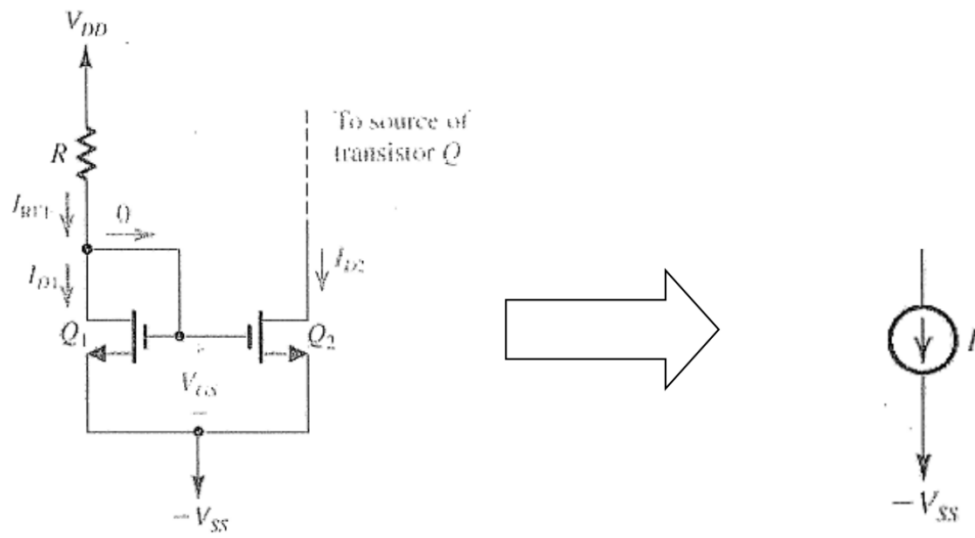 V_DD
To source of
transistor Q
R
I_REF
0
I_D1
I_D2
Q_1
Q_2
V_GS
−
−V_SS
I
−V_SS